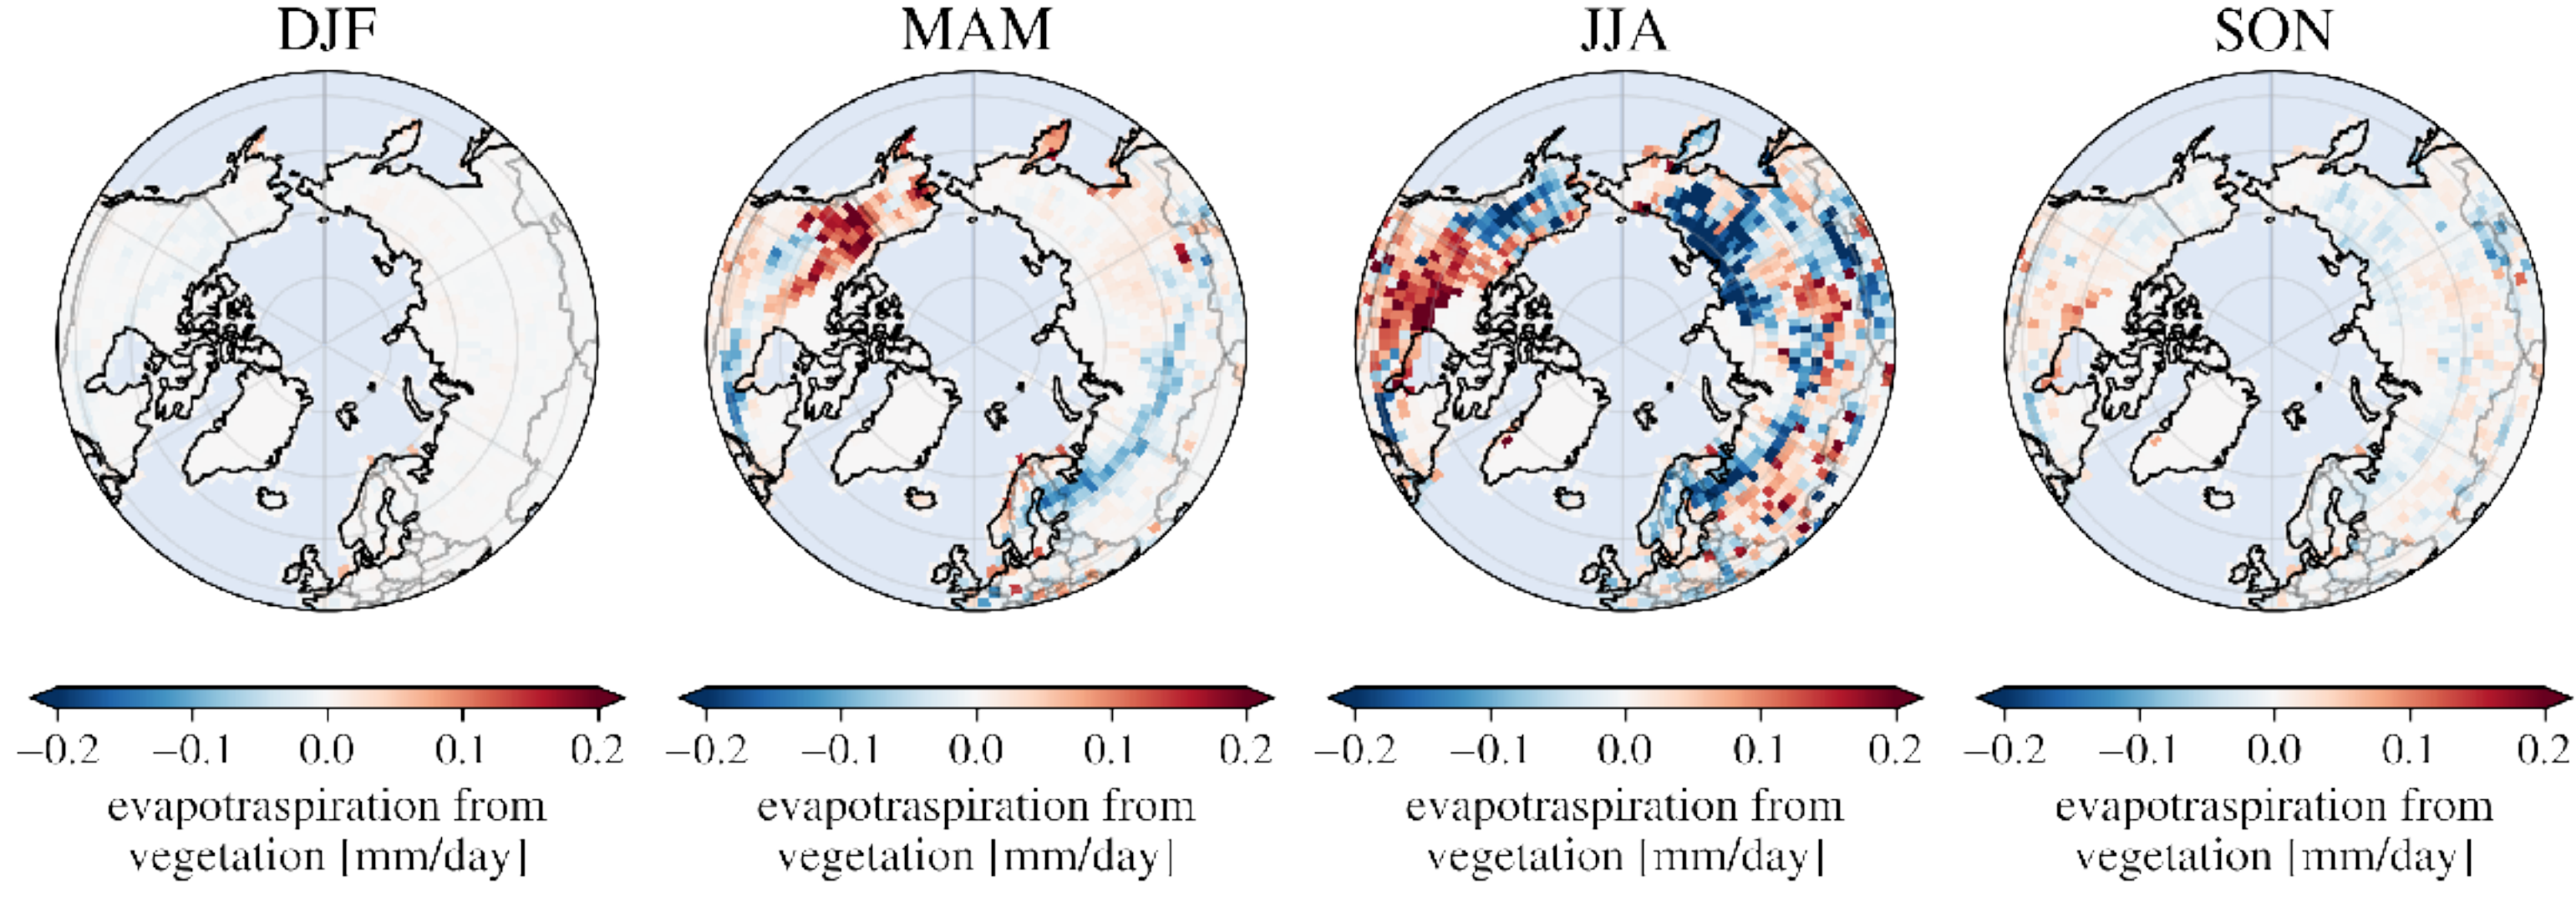 DJF MAM JJA SON
−0.2 −0.1 0.0 0.1 0.2 −0.2 −0.1 0.0 0.1 0.2 −0.2 −0.1 0.0 0.1 0.2 −0.2 −0.1 0.0 0.1 0.2
evapotraspiration from evapotraspiration from evapotraspiration from evapotraspiration from
vegetation [mm/day] vegetation [mm/day] vegetation [mm/day] vegetation [mm/day]